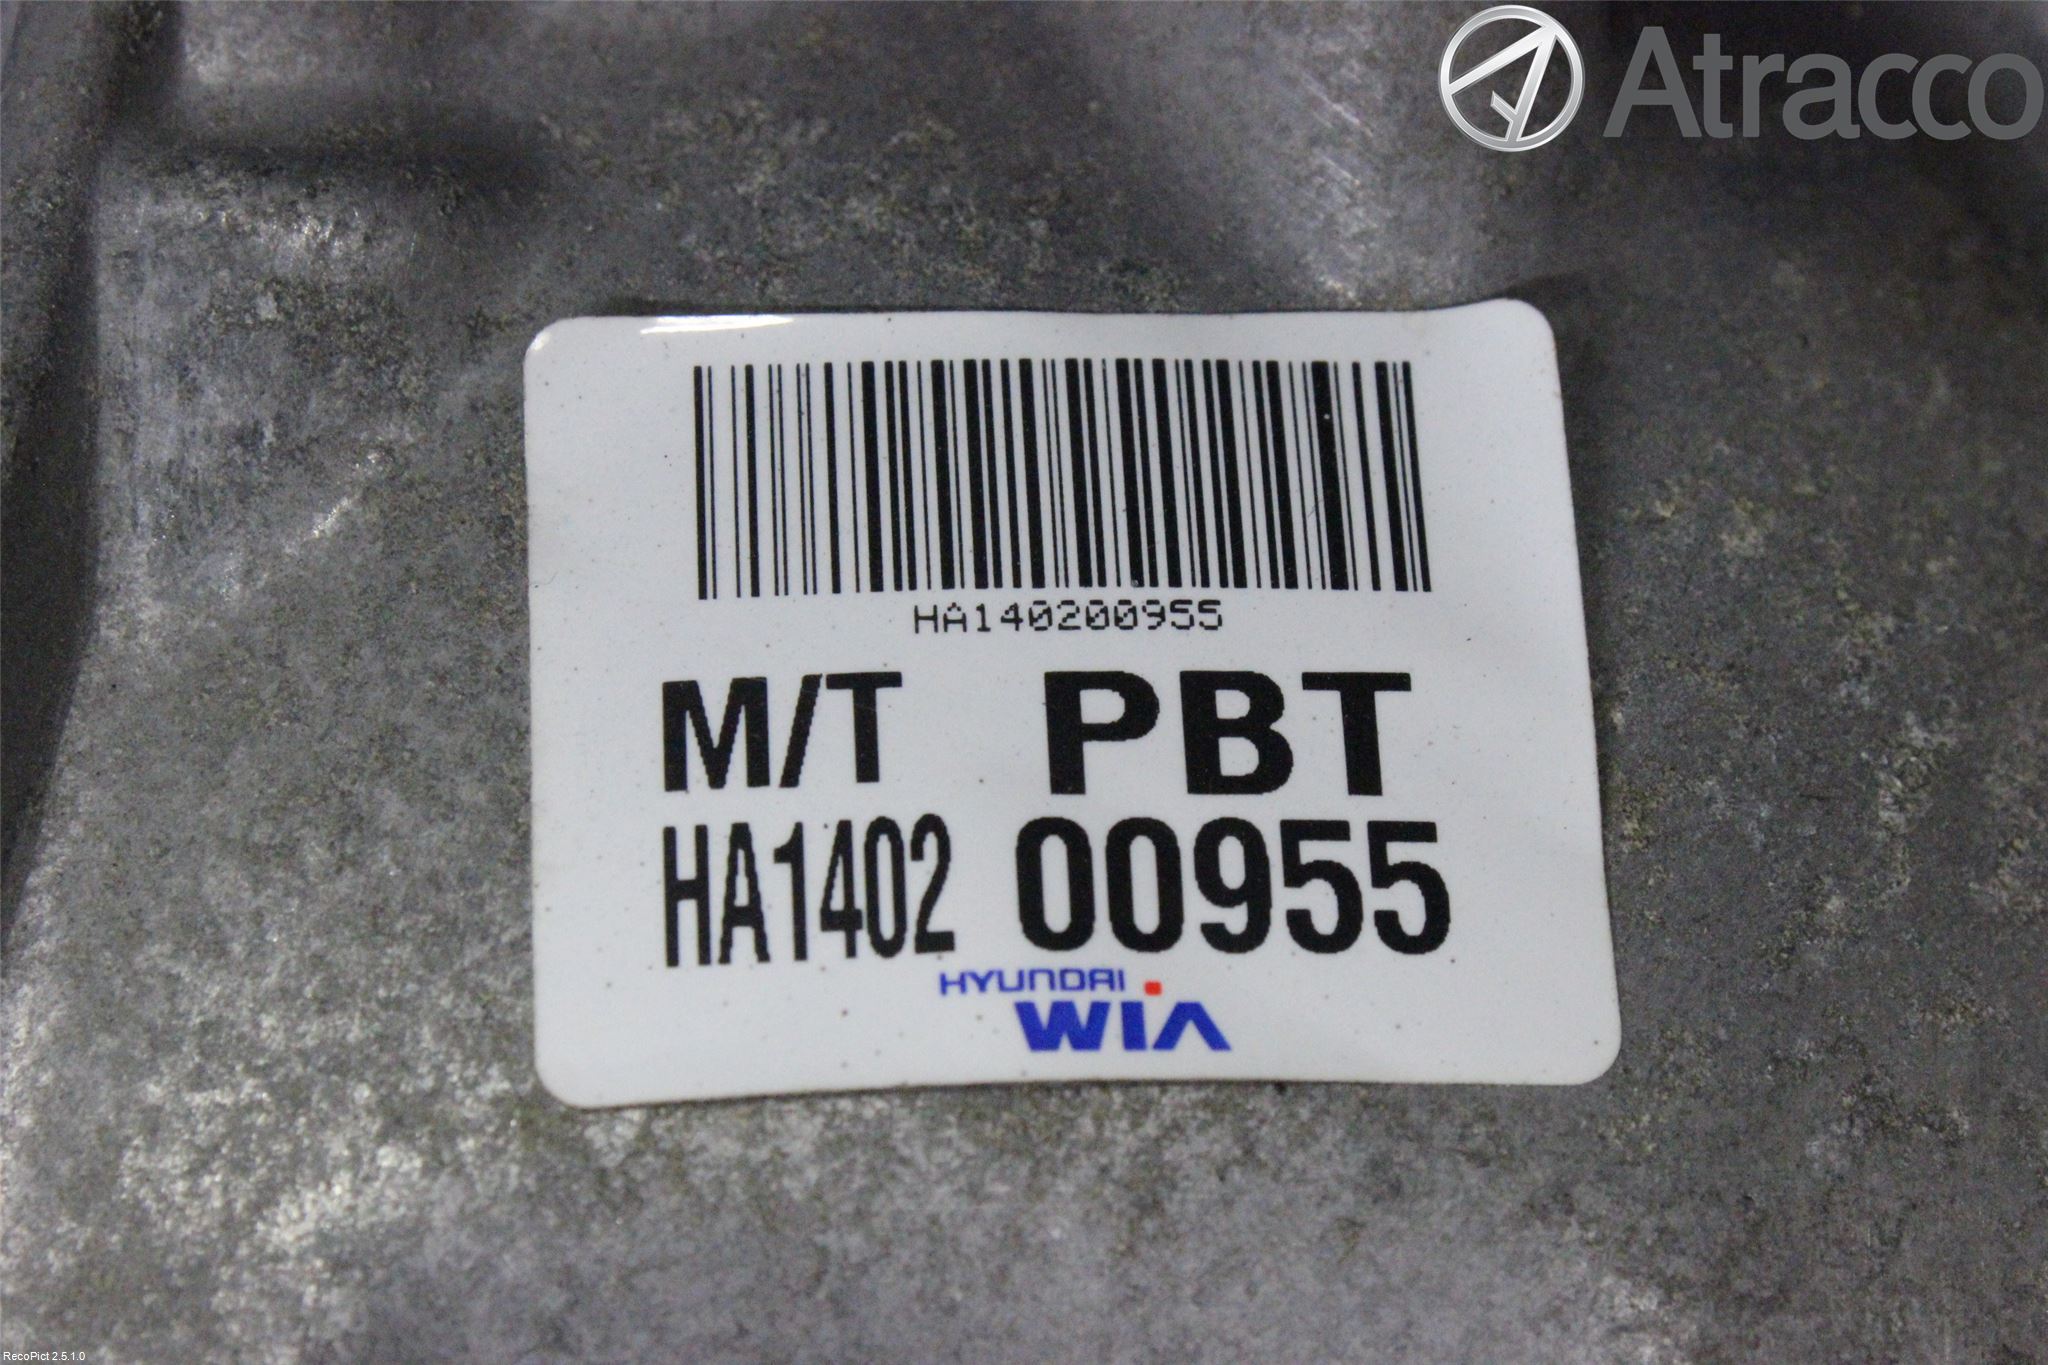 Atracco
HA140200955
M/T PBT
HA1402 00955
HYUNDAI
WIA
RecoPict 2.5.1.0